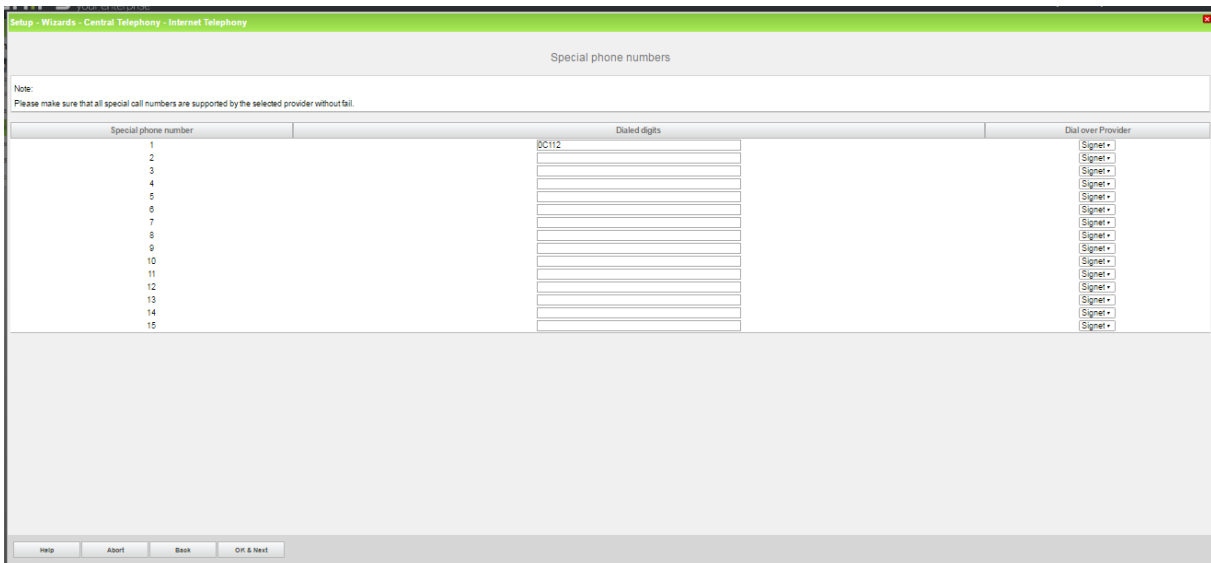 your enterprise
Setup - Wizards - Central Telephony - Internet Telephony
Special phone numbers
Note:
Please make sure that all special call numbers are supported by the selected provider without fail.
Special phone number Dialed digits Dial over Provider
1 0C112 Signet
2 Signet
3 Signet
4 Signet
5 Signet
6 Signet
7 Signet
8 Signet
9 Signet
10 Signet
11 Signet
12 Signet
13 Signet
14 Signet
15 Signet
Help Abort Back OK & Next